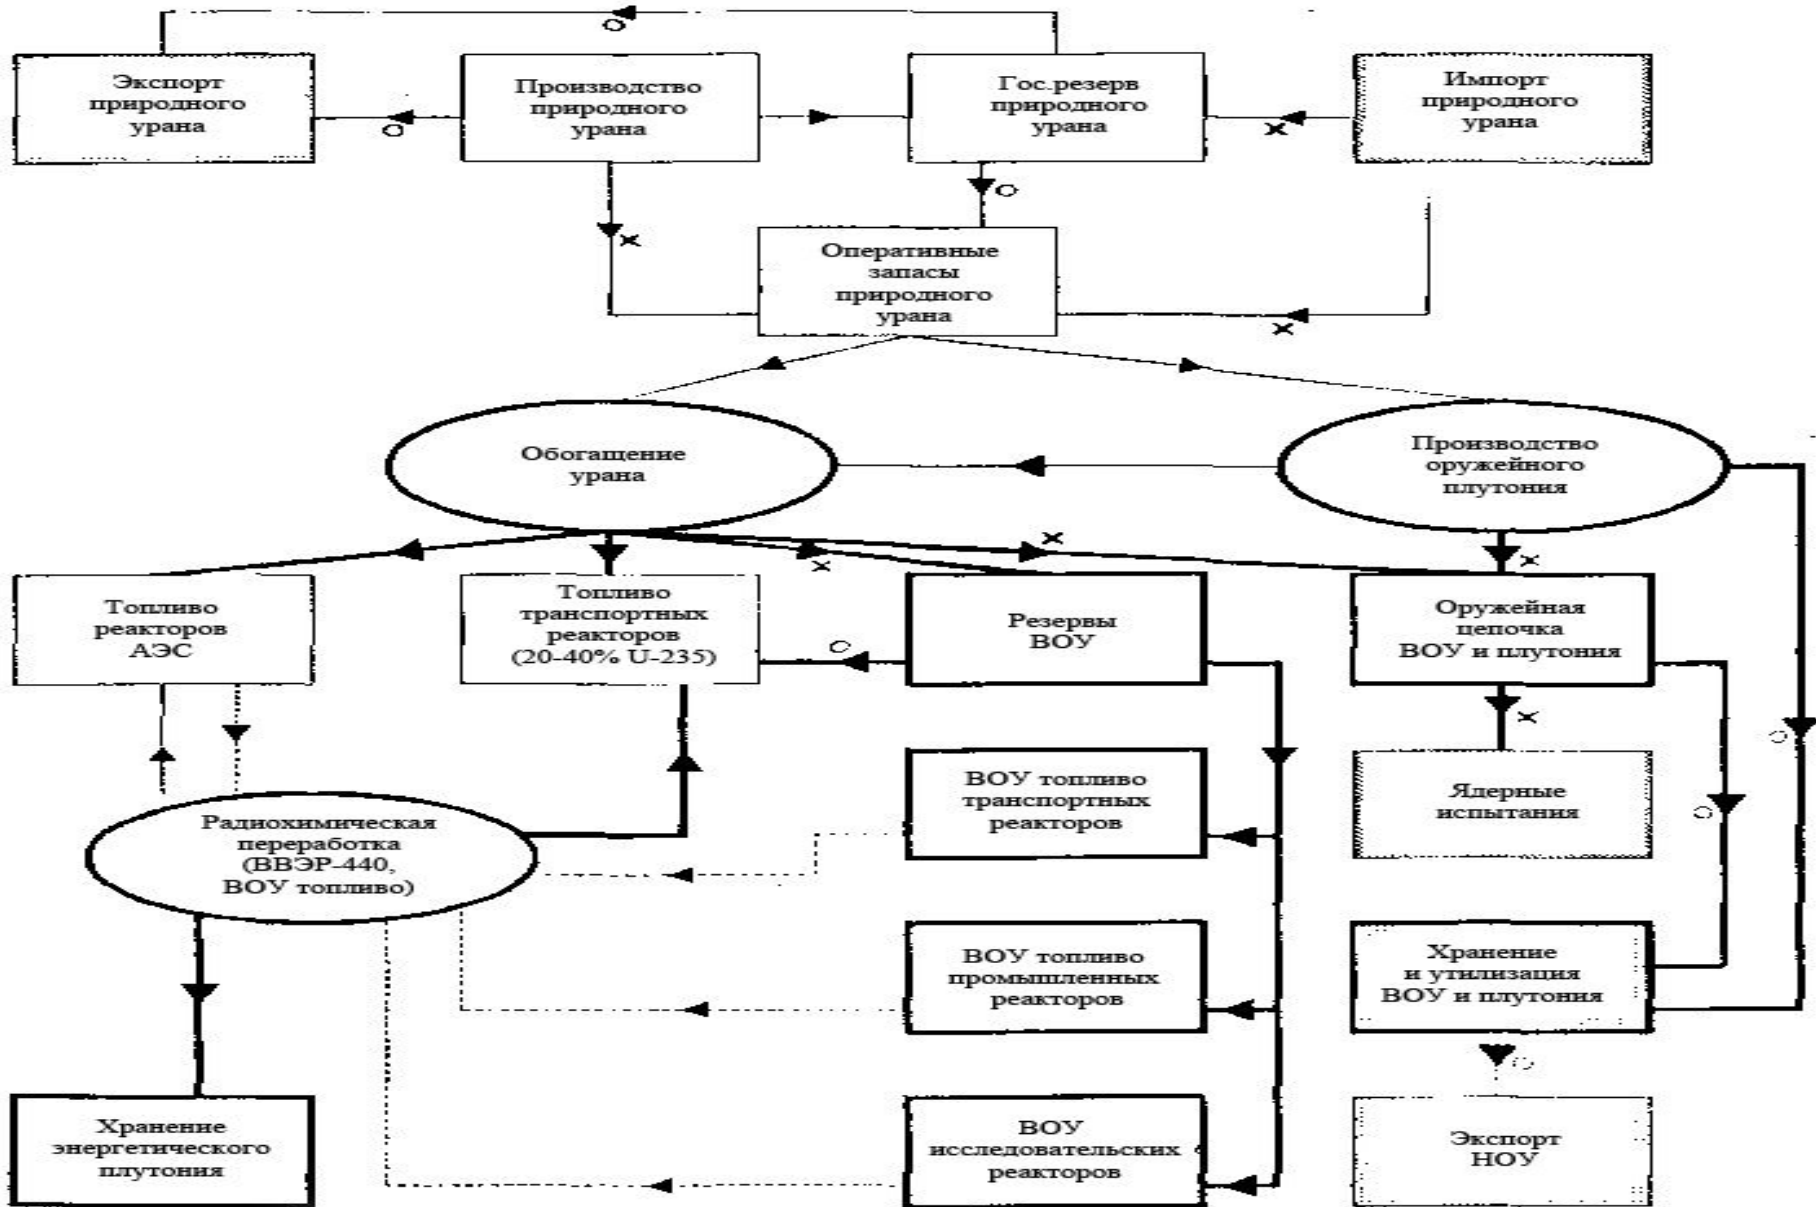 Экспорт
природного
урана
Производство
природного
урана
Гос.резерв
природного
урана
Импорт
природного
урана
Оперативные
запасы
природного
урана
Обогащение
урана
Производство
оружейного
плутония
Топливо
реакторов
АЭС
Топливо
транспортных
реакторов
(20-40% U-235)
Резервы
ВОУ
Оружейная
цепочка
ВОУ и плутония
ВОУ топливо
транспортных
реакторов
Ядерные
испытания
Радиохимическая
переработка
(ВВЭР-440,
ВОУ топливо)
ВОУ топливо
промышленных
реакторов
Хранение
и утилизация
ВОУ и плутония
Хранение
энергетического
плутония
ВОУ
исследовательских
реакторов
Экспорт
НОУ